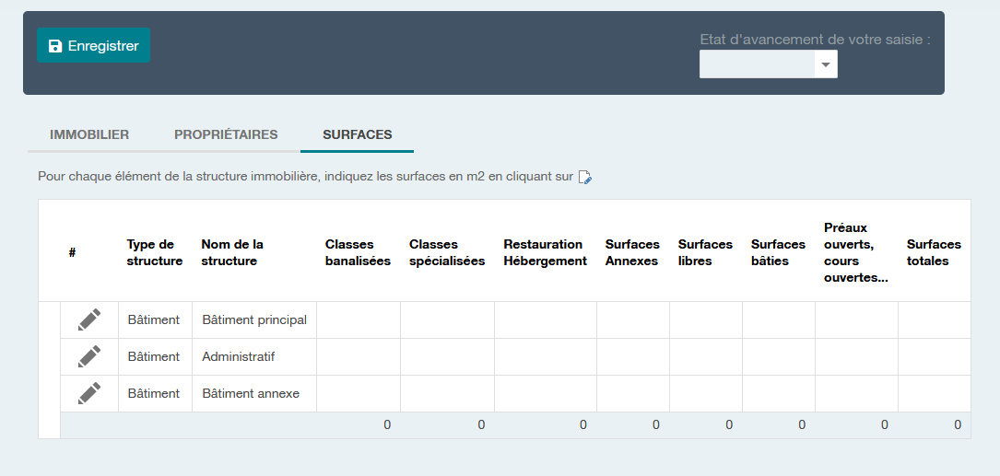 Enregistrer
Etat d'avancement de votre saisie :
IMMOBILIER PROPRIÉTAIRES SURFACES
Pour chaque élément de la structure immobilière, indiquez les surfaces en m2 en cliquant sur
# Type de structure Nom de la structure Classes banalisées Classes spécialisées Restauration Hébergement Surfaces Annexes Surfaces libres Surfaces bâties Préaux ouverts, cours ouvertes... Surfaces totales
Bâtiment Bâtiment principal
Bâtiment Administratif
Bâtiment Bâtiment annexe
0 0 0 0 0 0 0 0